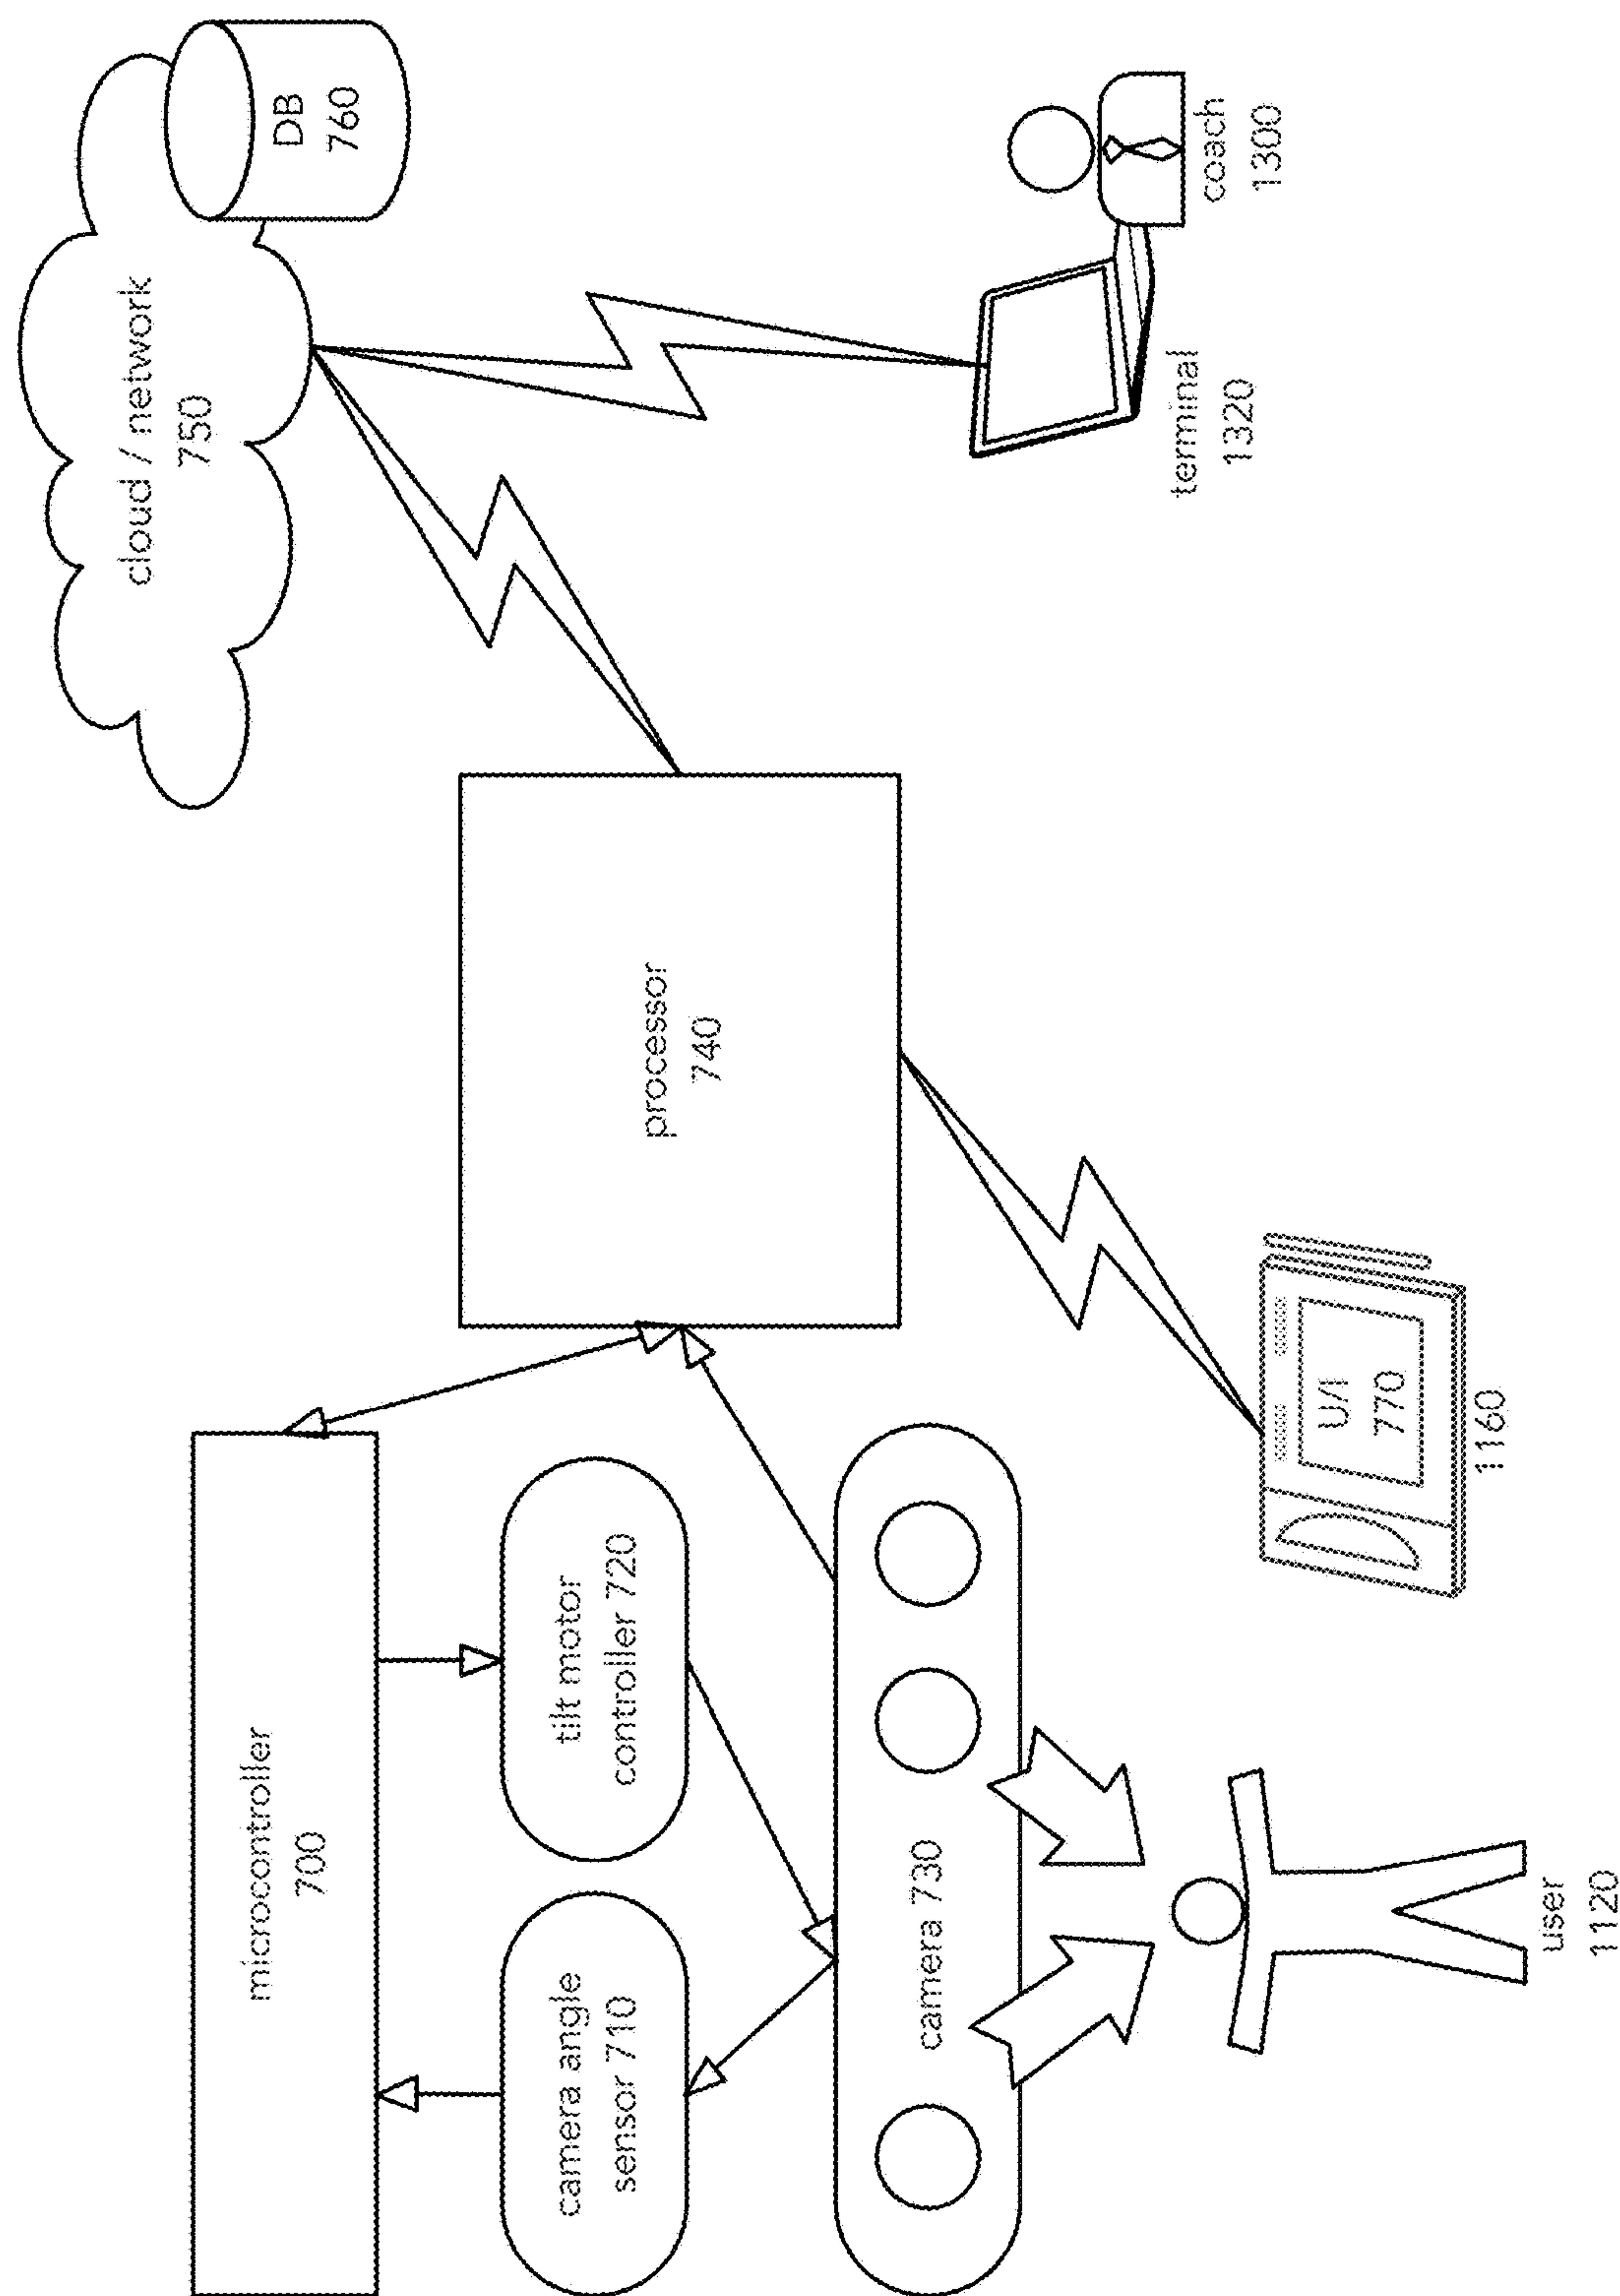 microcontroller
700
camera angle
sensor 710
tilt motor
controller 720
camera 730
user
1120
processor
740
U/I
770
1160
cloud / network
750
DB
760
terminal
1320
coach
1300